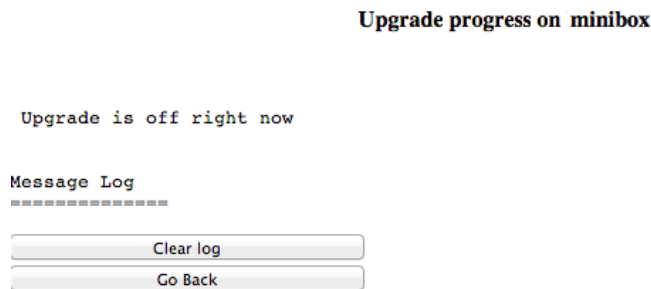 Upgrade progress on minibox
Upgrade is off right now
Message Log
==============
Clear log
Go Back